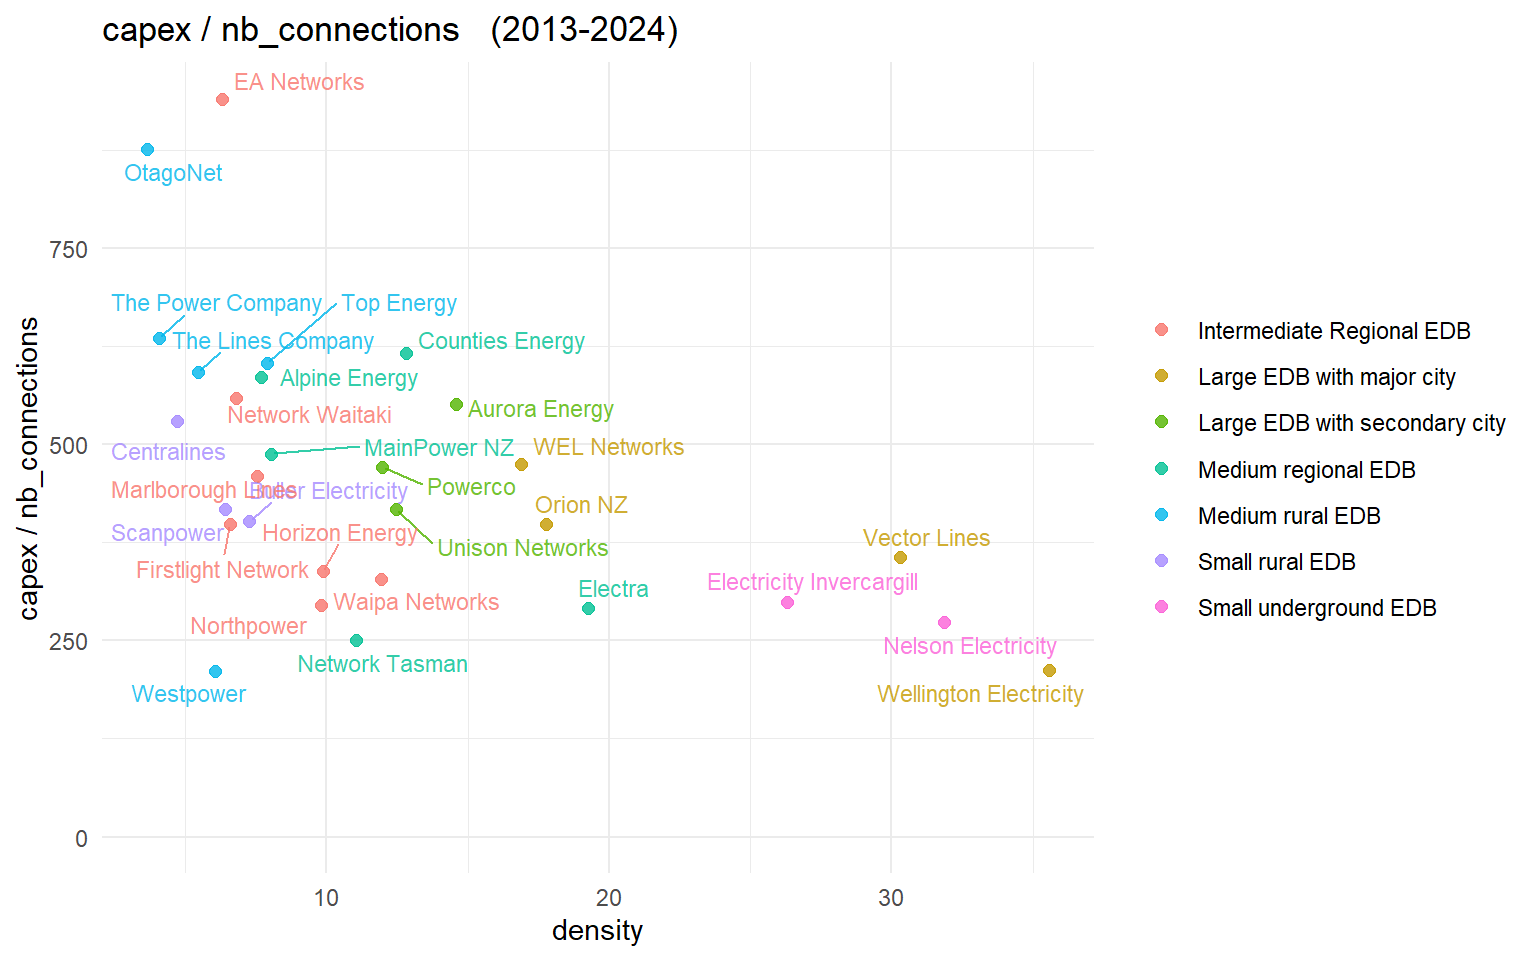 capex / nb_connections (2013-2024)
EA Networks
OtagoNet
750
The Power Company
Top Energy
The Lines Company
Counties Energy
Alpine Energy
Network Waitaki
Aurora Energy
500
Centralines
MainPower NZ
WEL Networks
Marlborough Lines
Buller Electricity
Powerco
Orion NZ
Scanpower
Horizon Energy
Unison Networks
Vector Lines
Firstlight Network
Electra
Electricity Invercargill
Waipa Networks
Northpower
250
Network Tasman
Nelson Electricity
Westpower
Wellington Electricity
0
10
20
30
density
capex / nb_connections
Intermediate Regional EDB
Large EDB with major city
Large EDB with secondary city
Medium regional EDB
Medium rural EDB
Small rural EDB
Small underground EDB